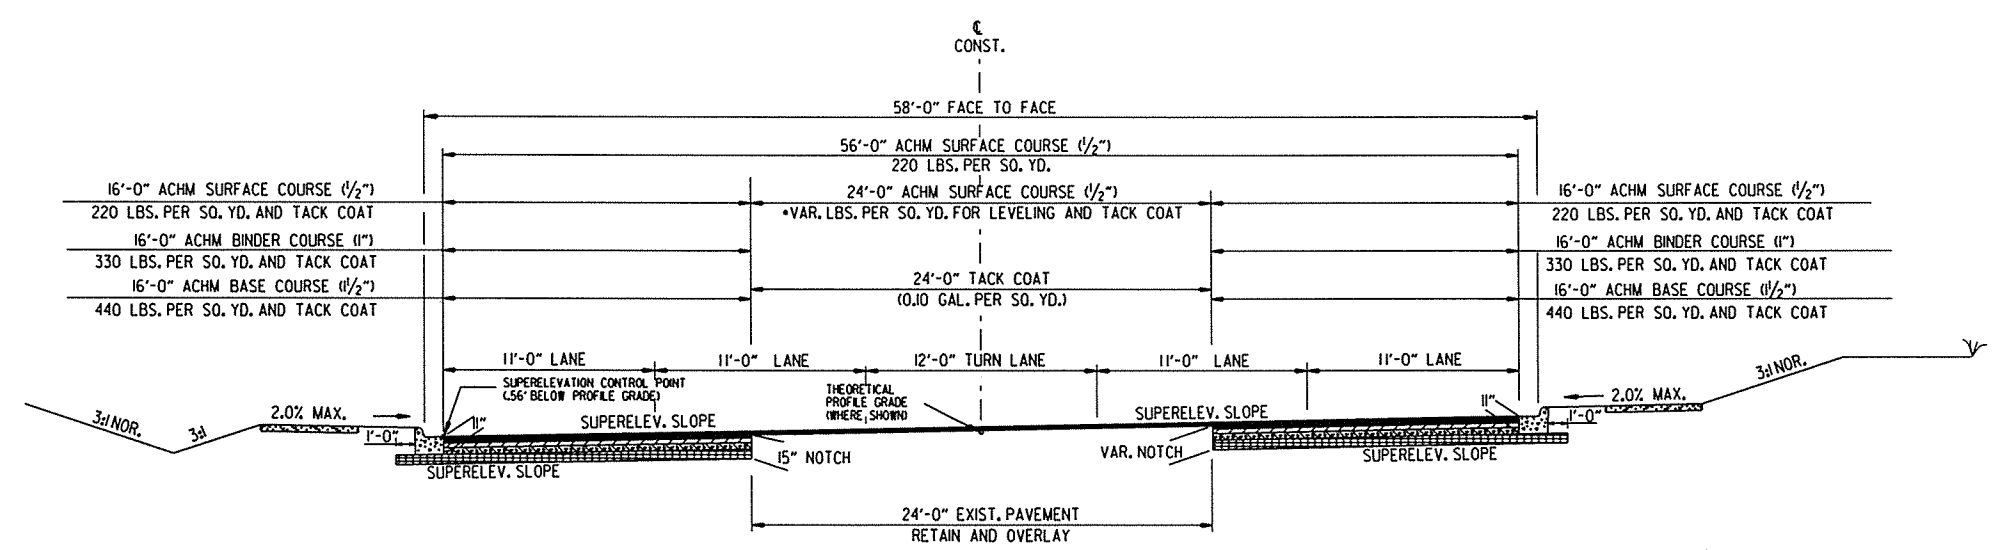 ℄
CONST.
58'-0" FACE TO FACE
56'-0" ACHM SURFACE COURSE (1/2")
220 LBS. PER SQ. YD.
16'-0" ACHM SURFACE COURSE (1/2")
220 LBS. PER SQ. YD. AND TACK COAT
24'-0" ACHM SURFACE COURSE (1/2")
*VAR. LBS. PER SQ. YD. FOR LEVELING AND TACK COAT
16'-0" ACHM SURFACE COURSE (1/2")
220 LBS. PER SQ. YD. AND TACK COAT
16'-0" ACHM BINDER COURSE (1")
330 LBS. PER SQ. YD. AND TACK COAT
16'-0" ACHM BINDER COURSE (1")
330 LBS. PER SQ. YD. AND TACK COAT
24'-0" TACK COAT
(0.10 GAL. PER SQ. YD.)
16'-0" ACHM BASE COURSE (1 1/2")
440 LBS. PER SQ. YD. AND TACK COAT
16'-0" ACHM BASE COURSE (1 1/2")
440 LBS. PER SQ. YD. AND TACK COAT
11'-0" LANE
11'-0" LANE
12'-0" TURN LANE
11'-0" LANE
11'-0" LANE
SUPERELEVATION CONTROL POINT
(.56' BELOW PROFILE GRADE)
THEORETICAL
PROFILE GRADE
(WHERE SHOWN)
3:1 NOR.
3:1
2.0% MAX.
1'-0"
11"
SUPERELEV. SLOPE
SUPERELEV. SLOPE
11"
2.0% MAX.
1'-0"
3:1 NOR.
SUPERELEV. SLOPE
15" NOTCH
VAR. NOTCH
SUPERELEV. SLOPE
24'-0" EXIST. PAVEMENT
RETAIN AND OVERLAY